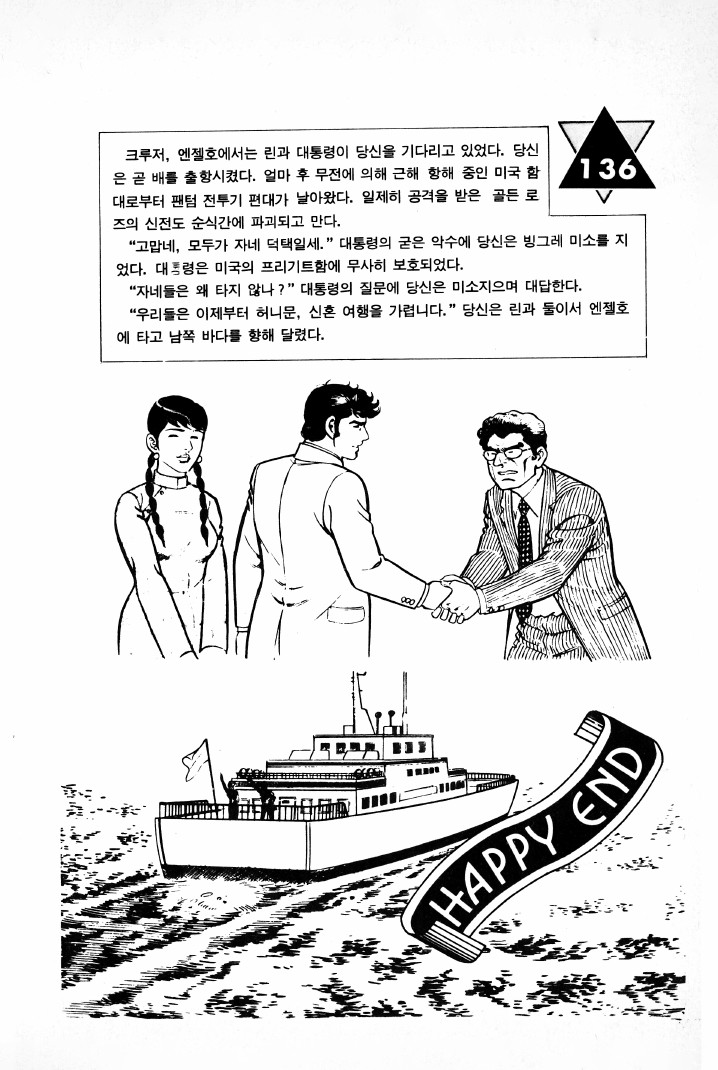 136
크루저, 엔젤호에서는 린과 대통령이 당신을 기다리고 있었다. 당신
은 곧 배를 출항시켰다. 얼마 후 무전에 의해 근해 항해 중인 미국 함
대로부터 팬텀 전투기 편대가 날아왔다. 일제히 공격을 받은 골든 로
즈의 신전도 순식간에 파괴되고 만다.
“고맙네, 모두가 자네 덕택일세.” 대통령의 굳은 악수에 당신은 빙그레 미소를 지
었다. 대통령은 미국의 프리기트함에 무사히 보호되었다.
“자네들은 왜 타지 않나?” 대통령의 질문에 당신은 미소지으며 대답한다.
“우리들은 이제부터 허니문, 신혼 여행을 가렵니다.” 당신은 린과 둘이서 엔젤호
에 타고 남쪽 바다를 향해 달렸다.
HAPPY END